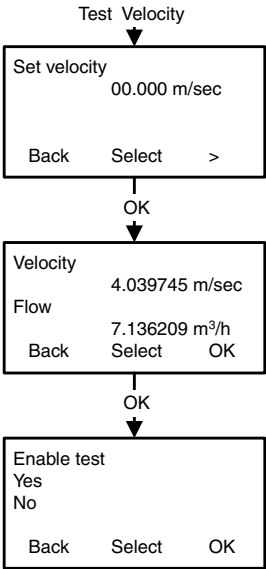 Test Velocity
Set velocity
00.000 m/sec
Back Select >
OK
Velocity
4.039745 m/sec
Flow
7.136209 m³/h
Back Select OK
OK
Enable test
Yes
No
Back Select OK